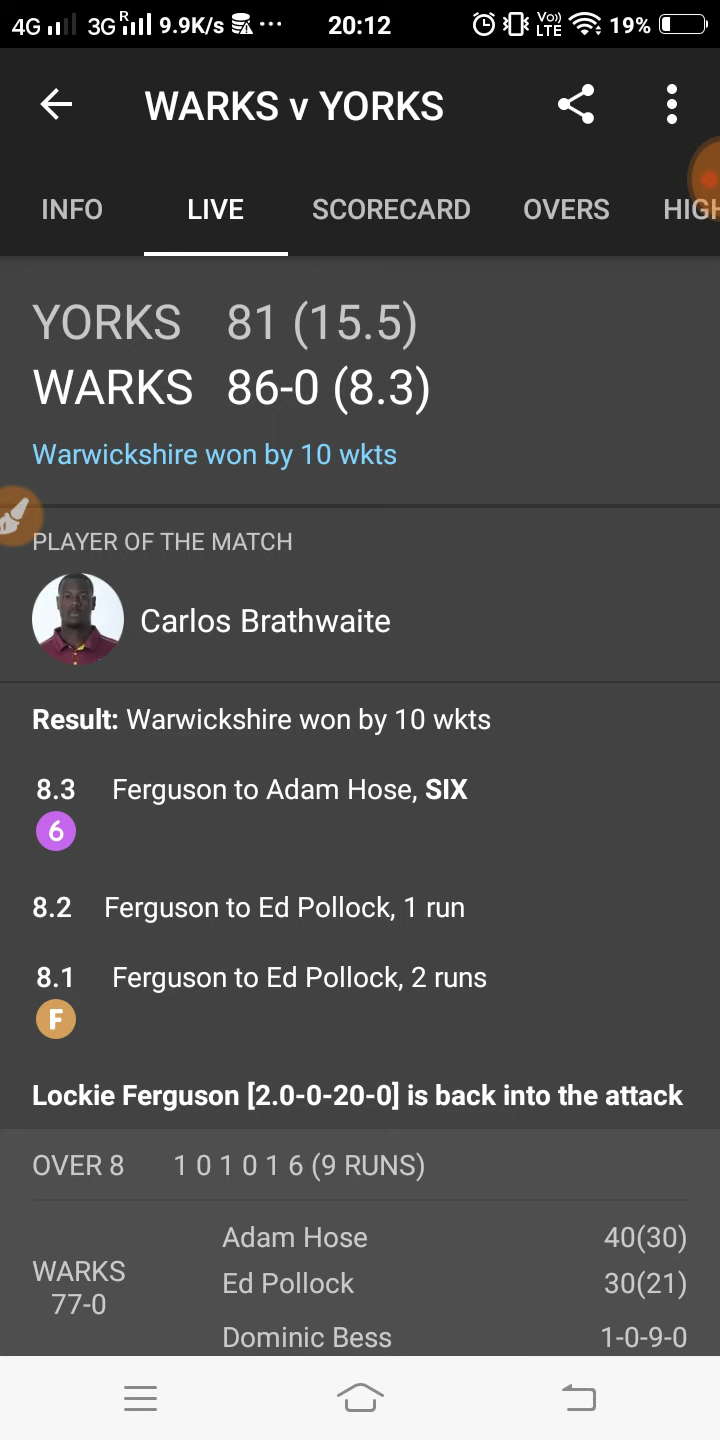 4G 3G R 9.9K/s ... 20:12 Vo)) LTE 19%
WARKS v YORKS
INFO LIVE SCORECARD OVERS HIGH
YORKS 81 (15.5)
WARKS 86-0 (8.3)
Warwickshire won by 10 wkts
PLAYER OF THE MATCH
Carlos Brathwaite
Result: Warwickshire won by 10 wkts
8.3 Ferguson to Adam Hose, SIX
6
8.2 Ferguson to Ed Pollock, 1 run
8.1 Ferguson to Ed Pollock, 2 runs
F
Lockie Ferguson [2.0-0-20-0] is back into the attack
OVER 8 1 0 1 0 1 6 (9 RUNS)
Adam Hose 40(30)
WARKS
Ed Pollock 30(21)
77-0
Dominic Bess 1-0-9-0